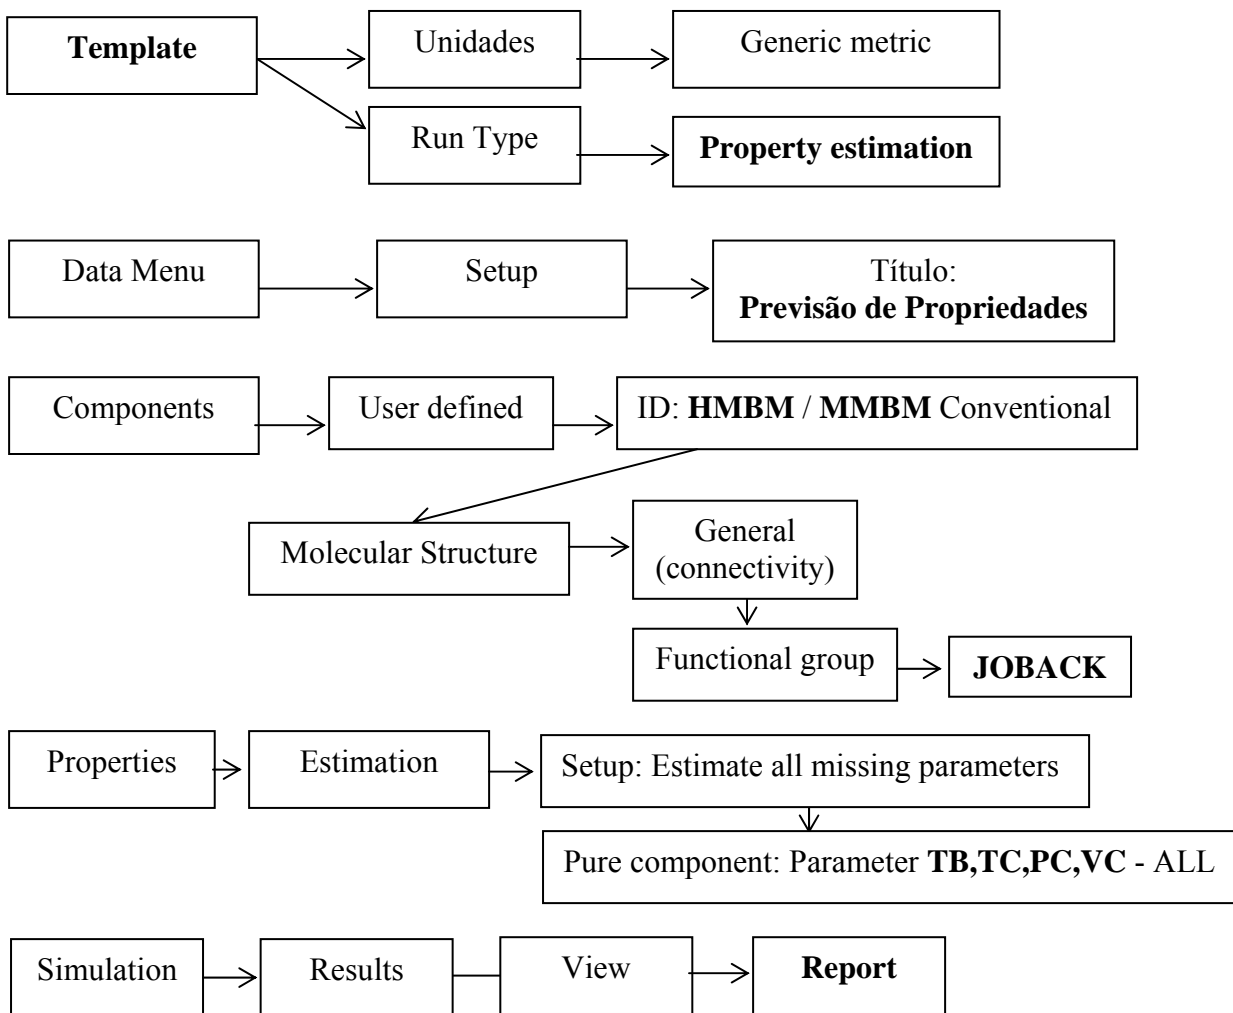 Template
Unidades
Generic metric
Run Type
Property estimation
Data Menu
Setup
Título:
Previsão de Propriedades
Components
User defined
ID: HMBM / MMBM Conventional
Molecular Structure
General
(connectivity)
Functional group
JOBACK
Properties
Estimation
Setup: Estimate all missing parameters
Pure component: Parameter TB,TC,PC,VC - ALL
Simulation
Results
View
Report